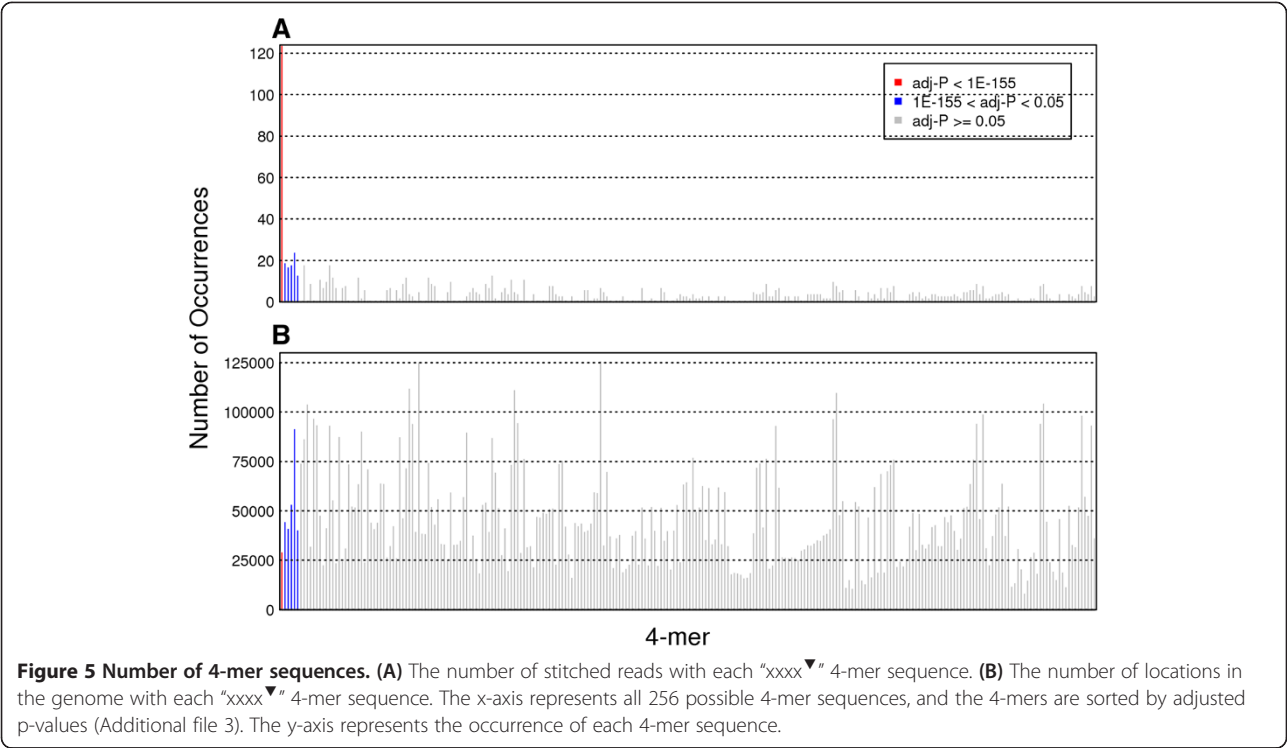 A
120
100
80
60
40
20
0
adj-P < 1E-155
1E-155 < adj-P < 0.05
adj-P >= 0.05
Number of Occurrences
B
125000
100000
75000
50000
25000
0
4-mer
Figure 5 Number of 4-mer sequences. (A) The number of stitched reads with each “xxxx▼” 4-mer sequence. (B) The number of locations in
the genome with each “xxxx▼” 4-mer sequence. The x-axis represents all 256 possible 4-mer sequences, and the 4-mers are sorted by adjusted
p-values (Additional file 3). The y-axis represents the occurrence of each 4-mer sequence.